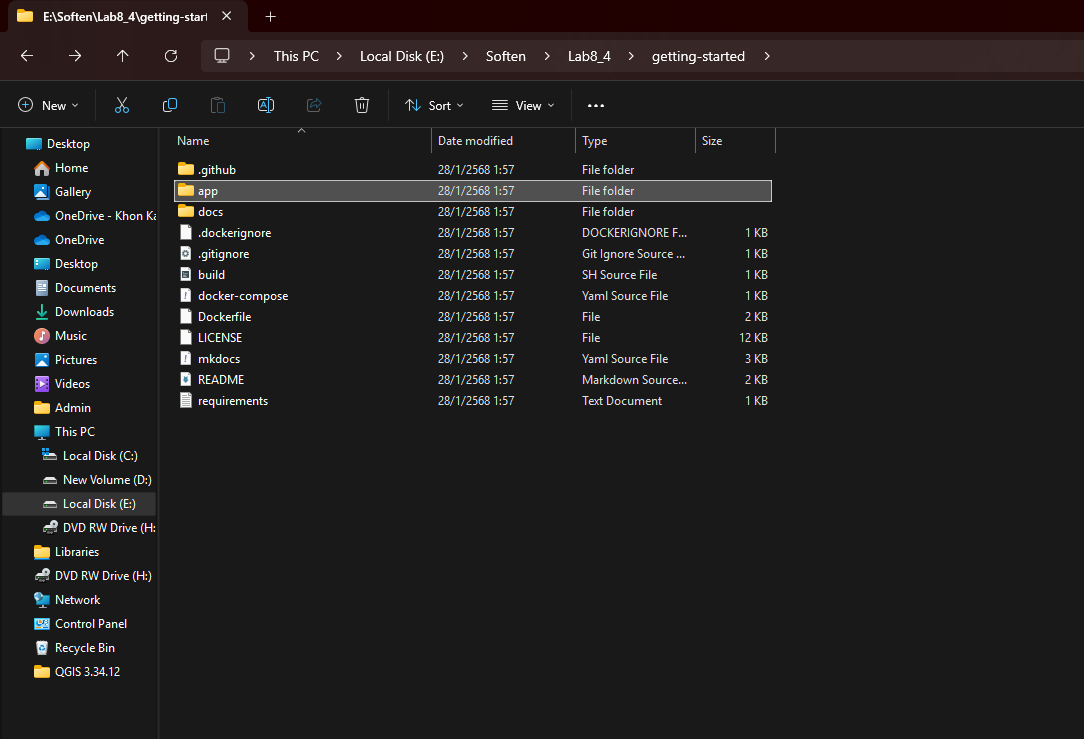 E:\Soften\Lab8_4\getting-start
This PC Local Disk (E:) Soften Lab8_4 getting-started
New Sort View
Name Date modified Type Size
.github 28/1/2568 1:57 File folder
app 28/1/2568 1:57 File folder
docs 28/1/2568 1:57 File folder
.dockerignore 28/1/2568 1:57 DOCKERIGNORE F... 1 KB
.gitignore 28/1/2568 1:57 Git Ignore Source ... 1 KB
build 28/1/2568 1:57 SH Source File 1 KB
docker-compose 28/1/2568 1:57 Yaml Source File 1 KB
Dockerfile 28/1/2568 1:57 File 2 KB
LICENSE 28/1/2568 1:57 File 12 KB
mkdocs 28/1/2568 1:57 Yaml Source File 3 KB
README 28/1/2568 1:57 Markdown Source... 2 KB
requirements 28/1/2568 1:57 Text Document 1 KB
Desktop
Home
Gallery
OneDrive - Khon Ka
OneDrive
Desktop
Documents
Downloads
Music
Pictures
Videos
Admin
This PC
Local Disk (C:)
New Volume (D:)
Local Disk (E:)
DVD RW Drive (H:
Libraries
DVD RW Drive (H:)
Network
Control Panel
Recycle Bin
QGIS 3.34.12